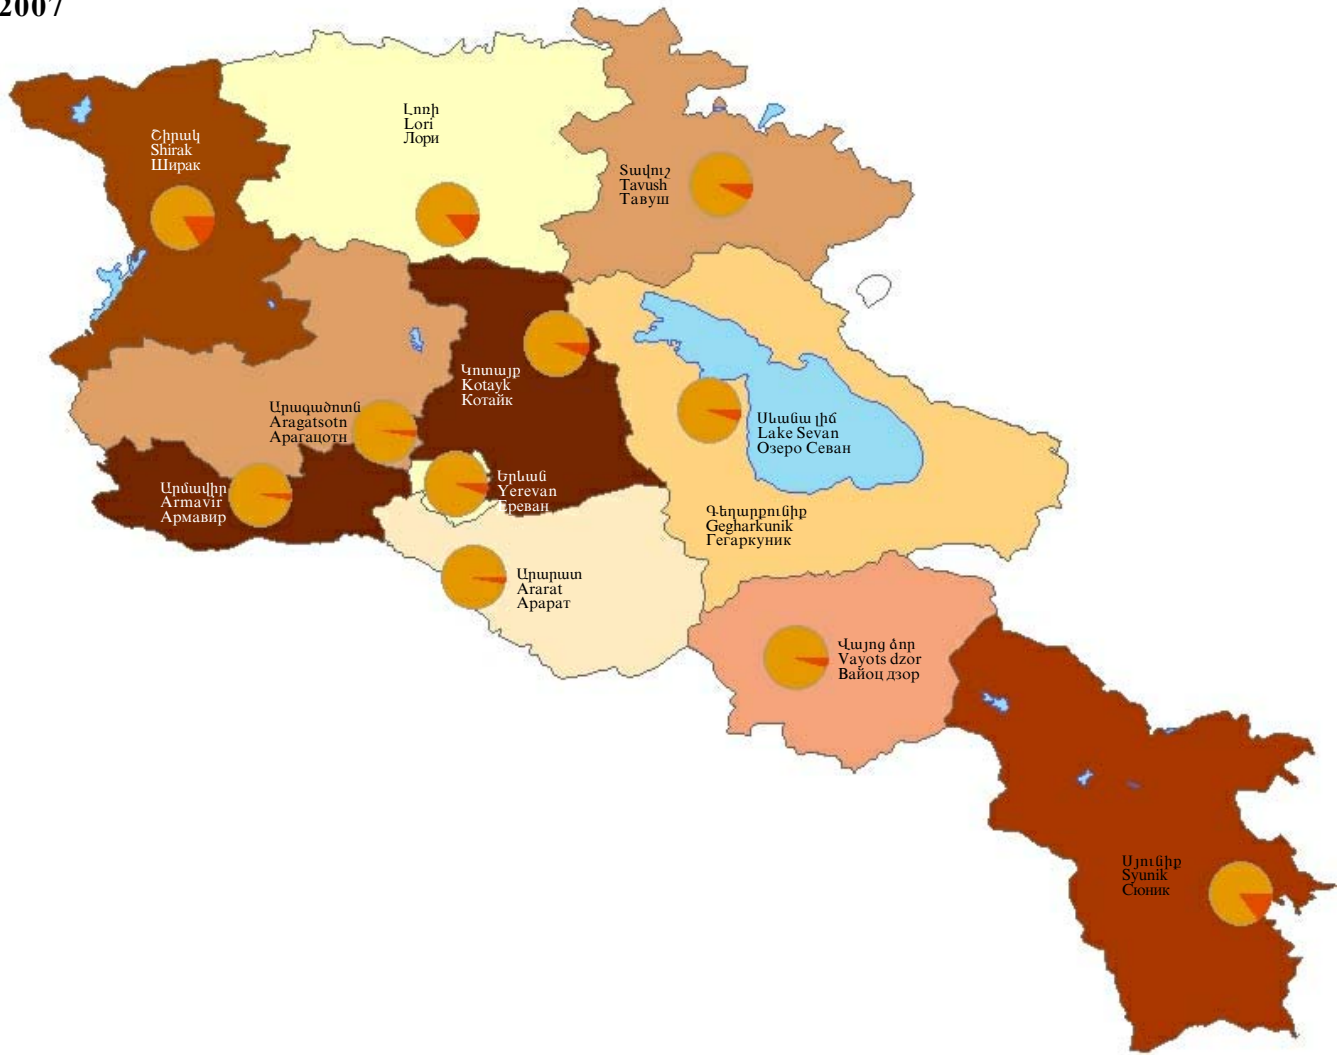 2007
Լոռի
Lori
Лори
Շիրակ
Shirak
Ширак
Տավուշ
Tavush
Тавуш
Կոտայք
Kotayk
Котайк
Արագածոտն
Aragatsotn
Арагацотн
Սևանա լիճ
Lake Sevan
Озеро Севан
Երևան
Yerevan
Ереван
Արմավիր
Armavir
Армавир
Գեղարքունիք
Gegharkunik
Гегаркуник
Արարատ
Ararat
Арарат
Վայոց ձոր
Vayots dzor
Вайоц дзор
Սյունիք
Syunik
Сюник